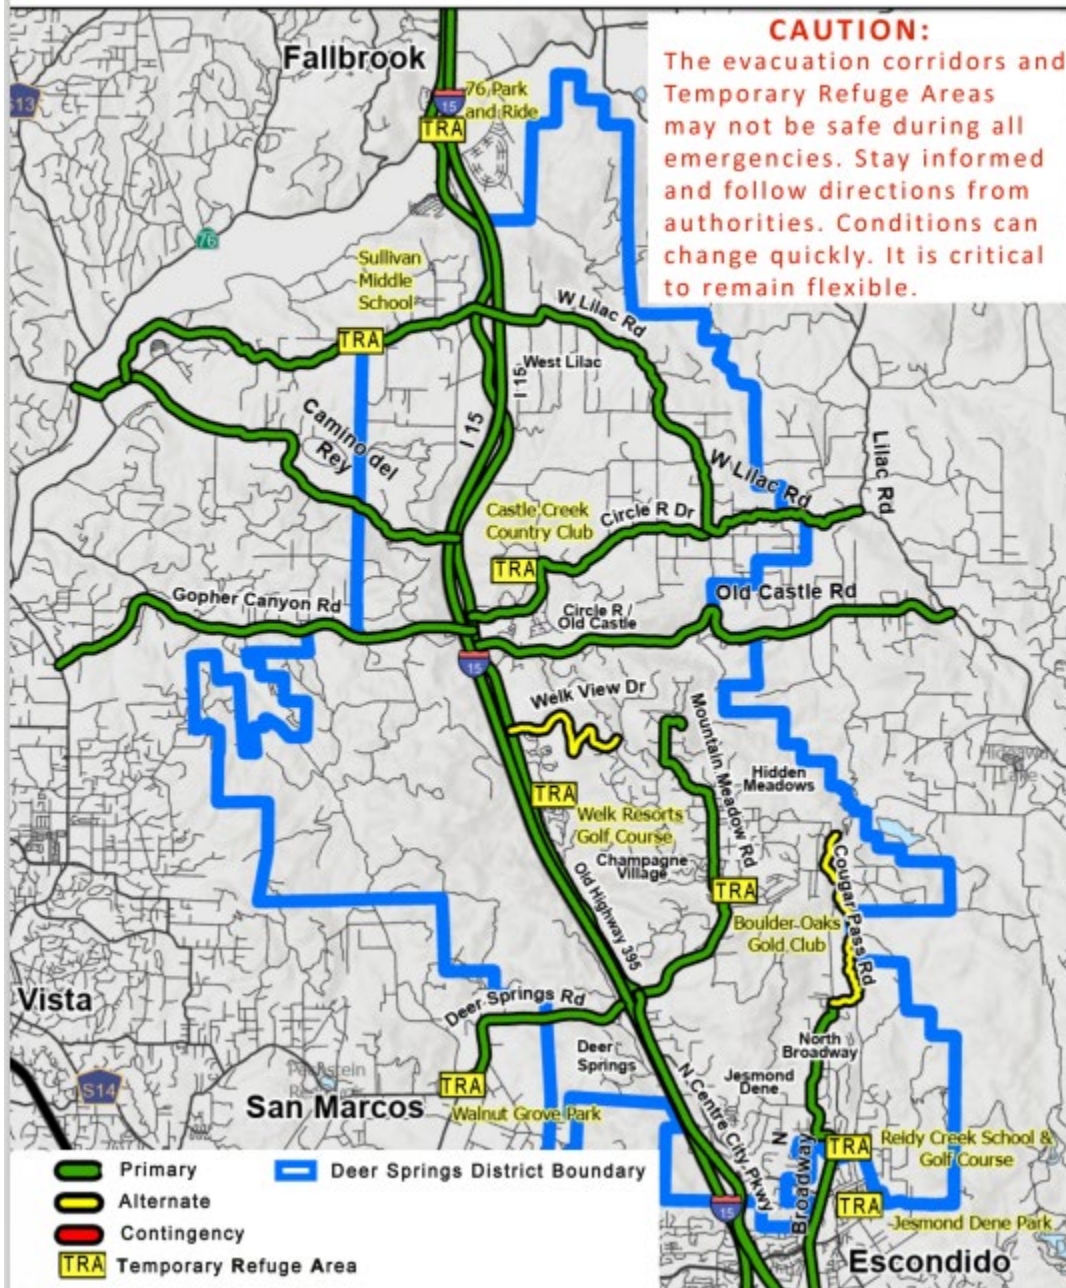 Fallbrook
CAUTION:
The evacuation corridors and
Temporary Refuge Areas
may not be safe during all
emergencies. Stay informed
and follow directions from
authorities. Conditions can
change quickly. It is critical
to remain flexible.
S13
15
76 Park
and Ride
TRA
76
Sullivan
Middle
School
TRA
W Lilac Rd
West Lilac
I 15
I 15
Camino del
Rey
W Lilac Rd
Lilac Rd
Castle Creek
Country Club
Circle R Dr
TRA
Gopher Canyon Rd
Circle R /
Old Castle
Old Castle Rd
15
Welk View Dr
Mountain Meadow Rd
Hidden
Meadows
Hideaway
Lake
TRA
Welk Resorts
Golf Course
Champagne
Village
Old Highway 395
TRA
Boulder Oaks
Gold Club
Cougar Pass Rd
Vista
Deer Springs Rd
Deer
Springs
North
Broadway
Jesmond
Dene
S14
San Marcos
TRA
Walnut Grove Park
N Centre City Pkwy
N
Broadway
TRA
Reidy Creek School &
Golf Course
TRA
Jesmond Dene Park
15
Escondido
Primary
Deer Springs District Boundary
Alternate
Contingency
TRA Temporary Refuge Area